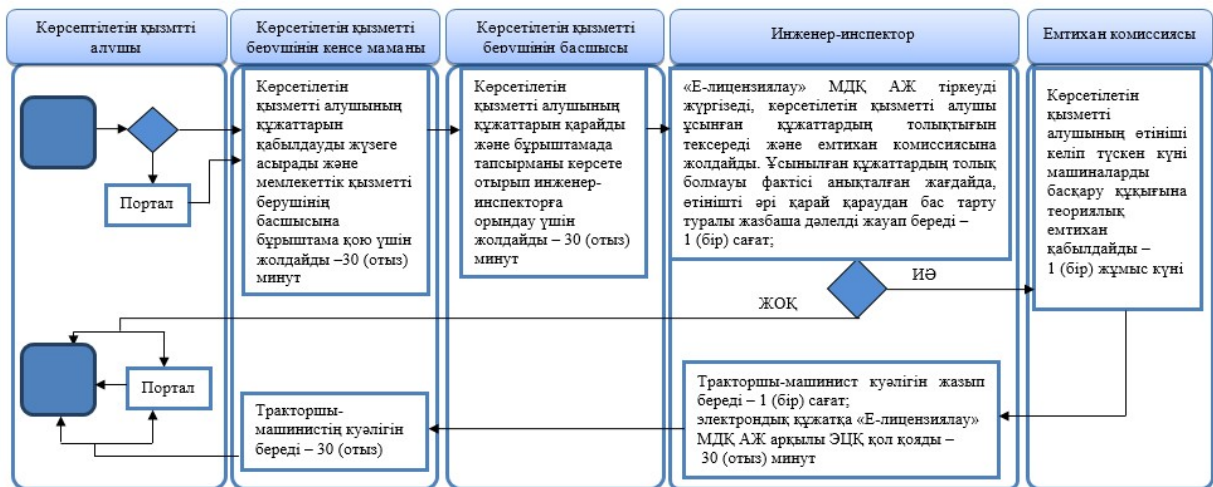 Көрсептілетін қызмтті
алушы
Көрсетілетін қызметті
берушінің кеңсе маманы
Көрсетілетін қызметті
берушінің басшысы
Инженер-инспектор
Емтихан комиссиясы
Портал
Көрсетілетін
қызметті алушының
құжаттарын
қабылдауды жүзеге
асырады және
мемлекеттік қызметті
берушінің
басшысына
бұрыштама қою үшін
жолдайды –30 (отыз)
минут
Көрсетілетін
қызметті алушының
құжаттарын қарайды
және бұрыштамада
тапсырманы көрсете
отырып инженер-
инспекторға
орындау үшін
жолдайды – 30 (отыз)
минут
«Е-лицензиялау» МДҚ АЖ тіркеуді
жүргізеді, көрсетілетін қызметті алушы
ұсынған құжаттардың толықтығын
тексереді және емтихан комиссиясына
жолдайды. Ұсынылған құжаттардың толық
болмауы фактісі анықталған жағдайда,
өтінішті әрі қарай қараудан бас тарту
туралы жазбаша дәлелді жауап береді –
1 (бір) сағат;
Көрсетілетін
қызметті
алушының өтініші
келіп түскен күні
машиналарды
басқару құқығына
теориялық
емтихан
қабылдайды –
1 (бір) жұмыс күні
ИӘ
ЖОҚ
Портал
Тракторшы-
машинистің куәлігін
береді – 30 (отыз)
Тракторшы-машинист куәлігін жазып
береді – 1 (бір) сағат;
электрондық құжатқа «Е-лицензиялау»
МДҚ АЖ арқылы ЭЦҚ қол қояды –
30 (отыз) минут